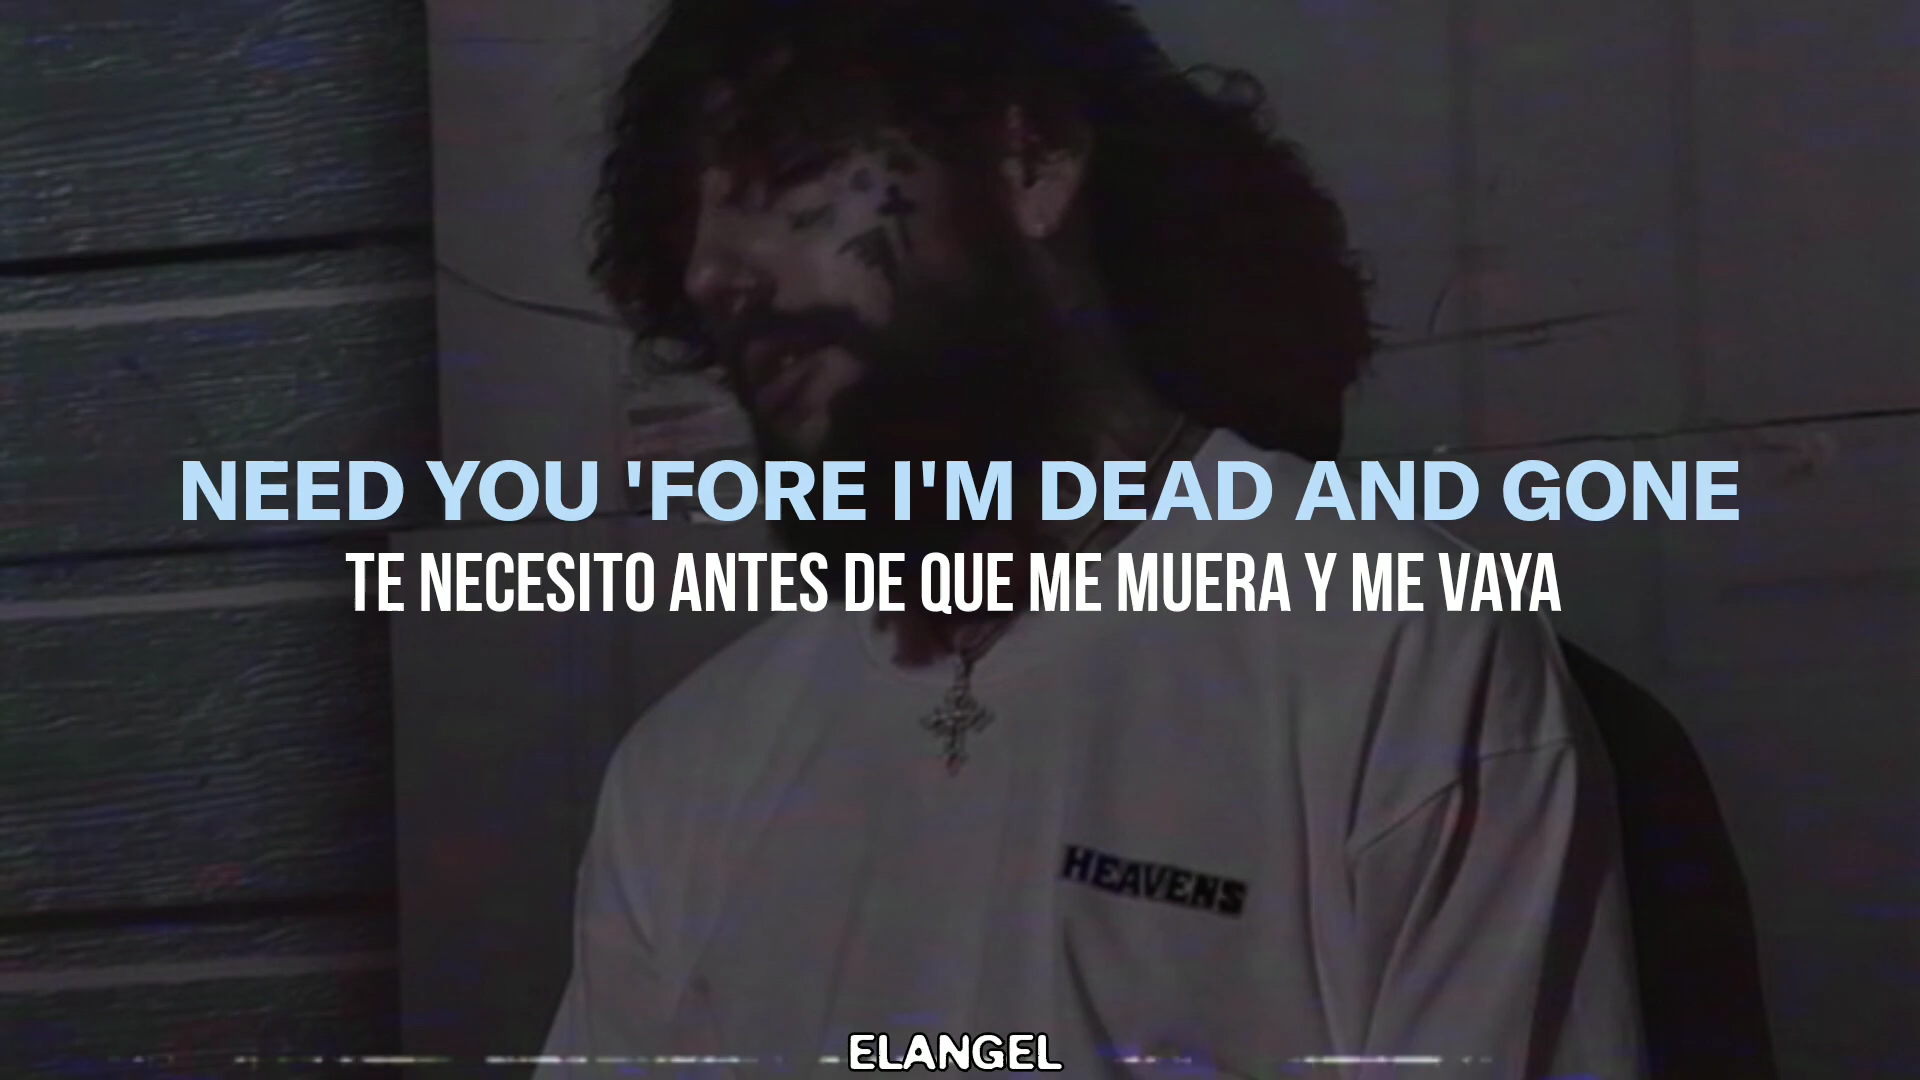 NEED YOU 'FORE I'M DEAD AND GONE
TE NECESITO ANTES DE QUE ME MUERA Y ME VAYA
HEAVENS
ELANGEL